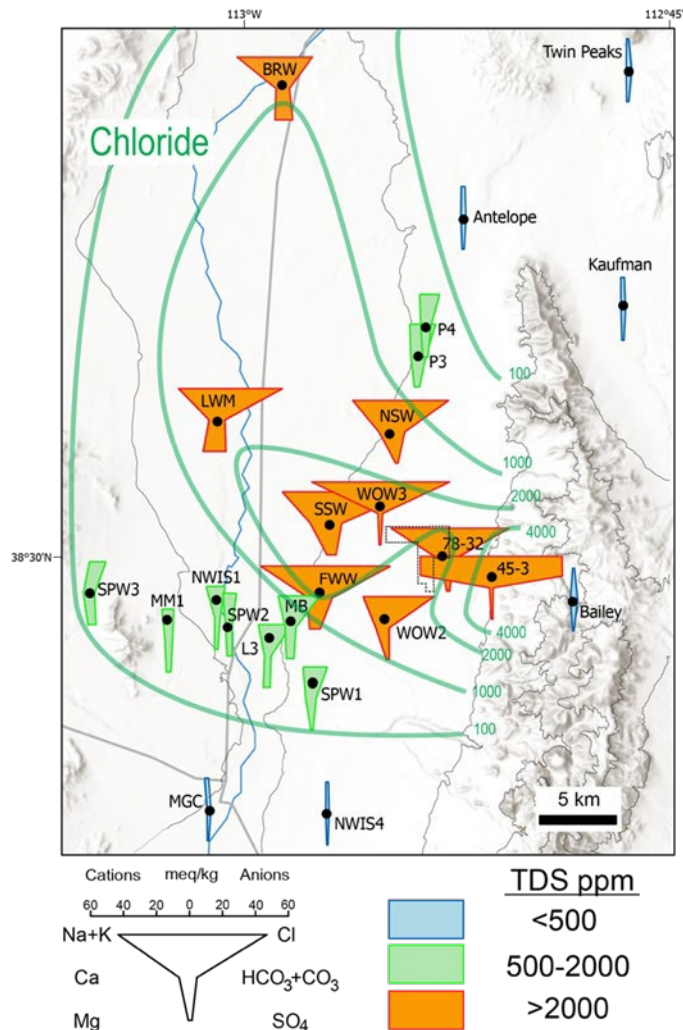 113°W
112°45'
Twin Peaks
BRW
Chloride
Antelope
Kaufman
P4
P3
100
LWM
NSW
1000
WOW3
2000
SSW
4000
78-32
38°30'
45-3
SPW3
NWIS1
FWW
Bailey
MM1
SPW2
MB
WOW2
4000
L3
2000
SPW1
1000
100
MGC
NWIS4
5 km
Cations meq/kg Anions
60 40 20 0 20 40 60
Na+K Cl
Ca HCO3+CO3
Mg SO4
TDS ppm
<500
500-2000
>2000